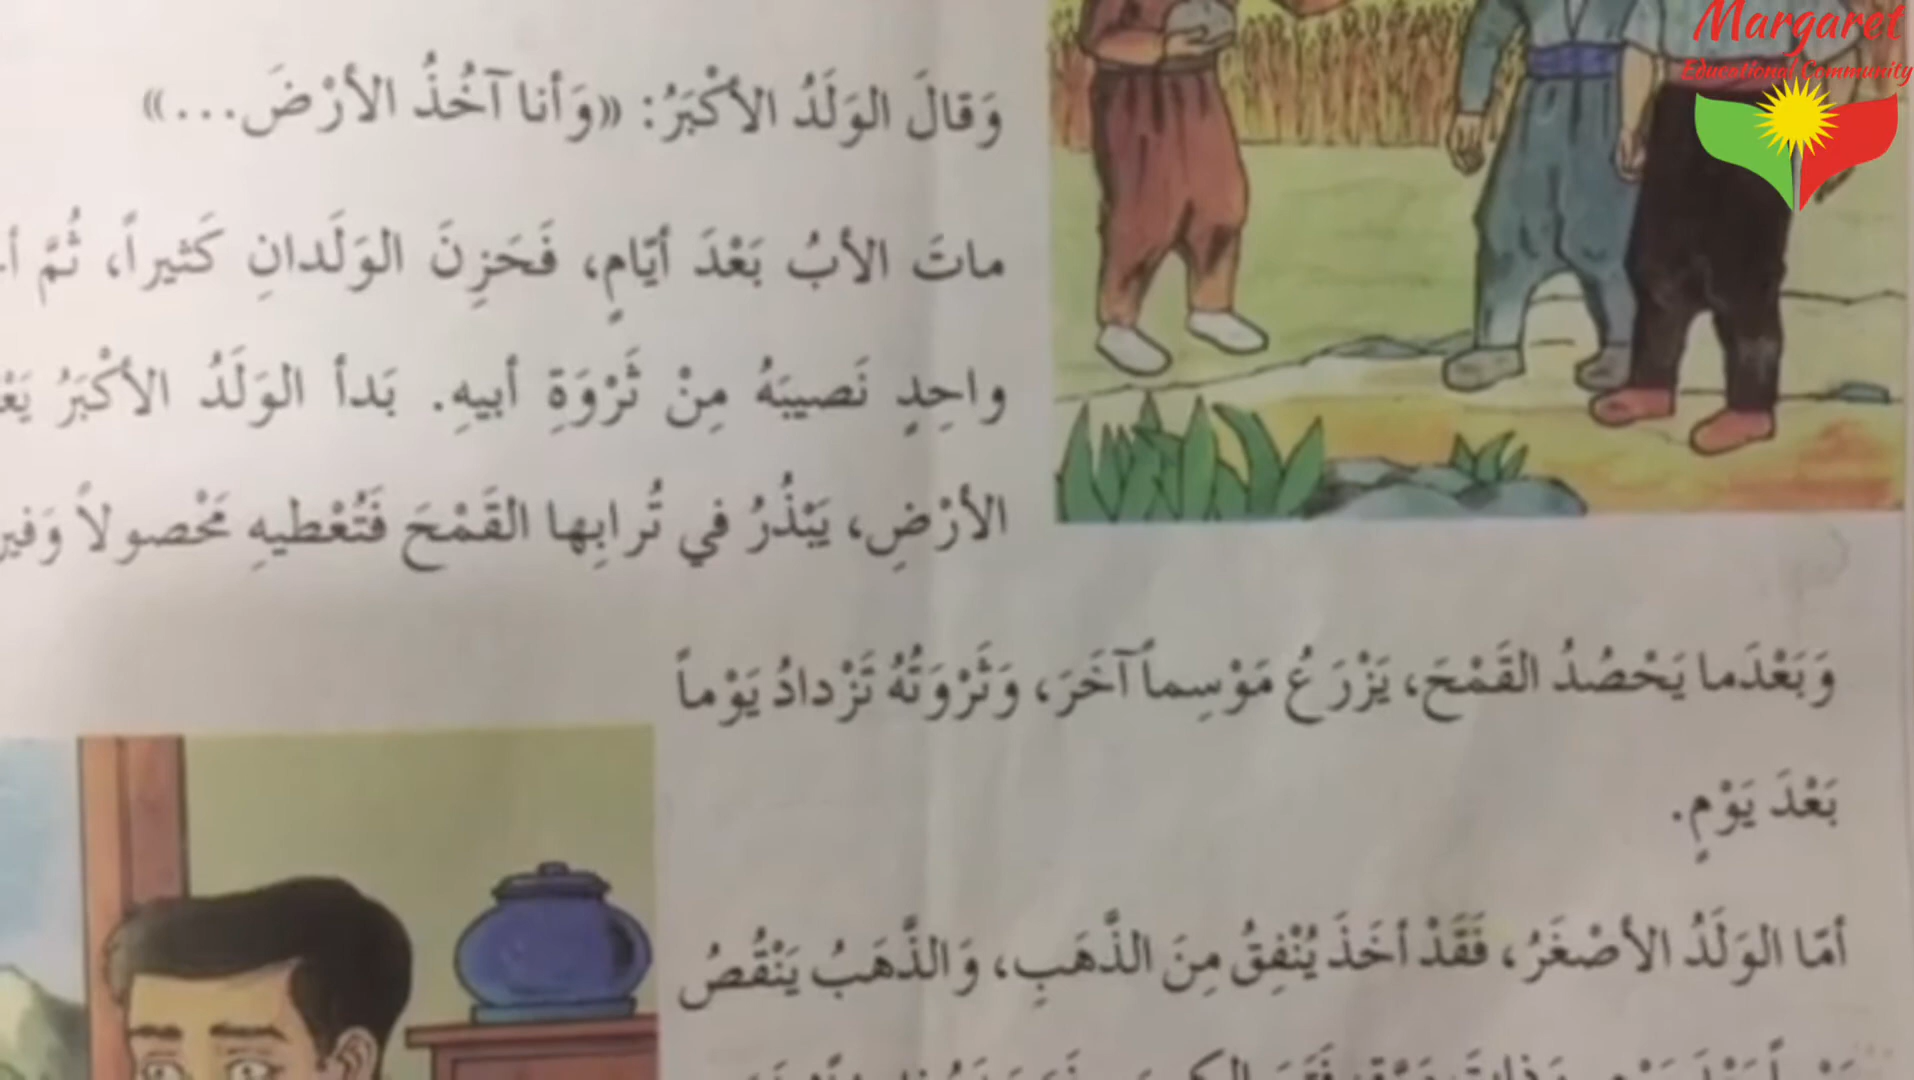 Margaret
Educational Community
وَقالَ الوَلَدُ الأكْبَرُ: «وَأنا آخُذُ الأرْضَ...»
ماتَ الأبُ بَعْدَ أيّامٍ، فَحَزِنَ الوَلَدانِ كَثيراً، ثُمَّ
واحِدٍ نَصيبَهُ مِنْ ثَرْوَةِ أبيهِ. بَدأ الوَلَدُ الأكْبَرُ
الأرْضِ، يَبْذُرُ في تُرابِها القَمْحَ فَتُعْطيهِ مَحْصولاً
وَبَعْدَما يَحْصُدُ القَمْحَ، يَزْرَعُ مَوْسِماً آخَرَ، وَثَرْوَتُهُ تَزْدادُ يَوْماً
بَعْدَ يَوْمٍ.
أمّا الوَلَدُ الأصْغَرُ، فَقَدْ أخَذَ يُنْفِقُ مِنَ الذَّهَبِ، وَالذَّهَبُ يَنْقُصُ